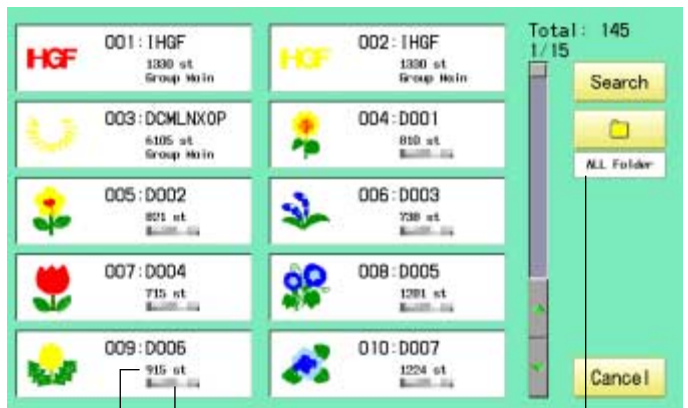 Total: 145
1/15
HGF
001:IHGF
1330 st
Group Main
HGF
002:IHGF
1330 st
Group Main
003:DCMLNXOP
6105 st
Group Main
004:D001
810 st
005:D002
821 st
006:D003
738 st
007:D004
715 st
008:D005
1201 st
009:D006
915 st
010:D007
1224 st
Search
ALL Folder
Cancel